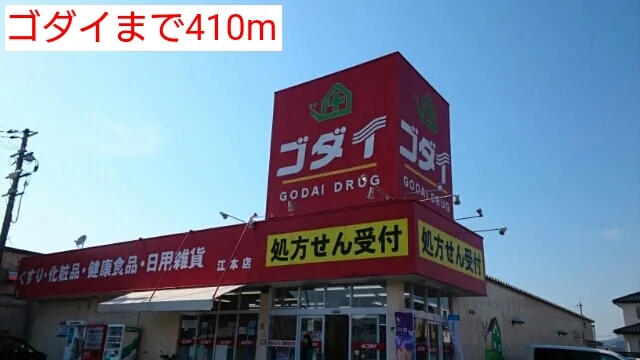 ゴダイまで410m
ゴダイ
GODAI DRUG
ゴダイ
GODAI DRUG
くすり・化粧品・健康食品・日用雑貨 江本店
処方せん受付
処方せん受付